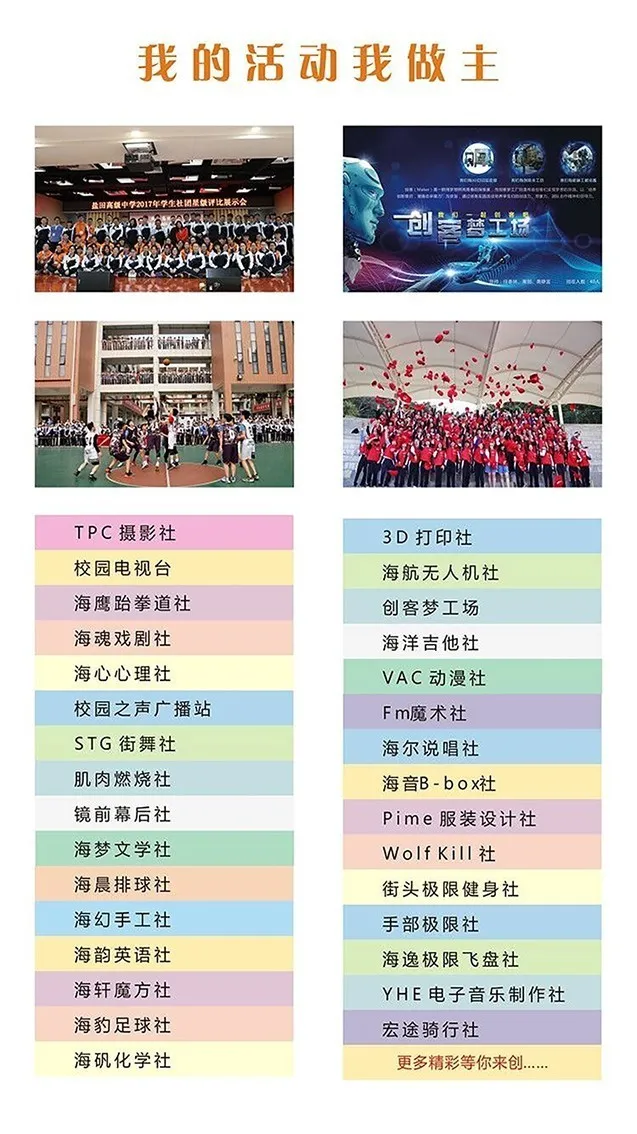 我的活动我做主
盐田高级中学2017年学生社团星级评比展示会
我们一起创客吧
创客梦工场
TPC 摄影社
校园电视台
海鹰跆拳道社
海魂戏剧社
海心心理社
校园之声广播站
STG 街舞社
肌肉燃烧社
镜前幕后社
海梦文学社
海晨排球社
海幻手工社
海韵英语社
海轩魔方社
海豹足球社
海矾化学社
3D 打印社
海航无人机社
创客梦工场
海洋吉他社
VAC 动漫社
Fm魔术社
海尔说唱社
海音B-box社
Pime 服装设计社
Wolf Kill 社
街头极限健身社
手部极限社
海逸极限飞盘社
YHE 电子音乐制作社
宏途骑行社
更多精彩等你来创……